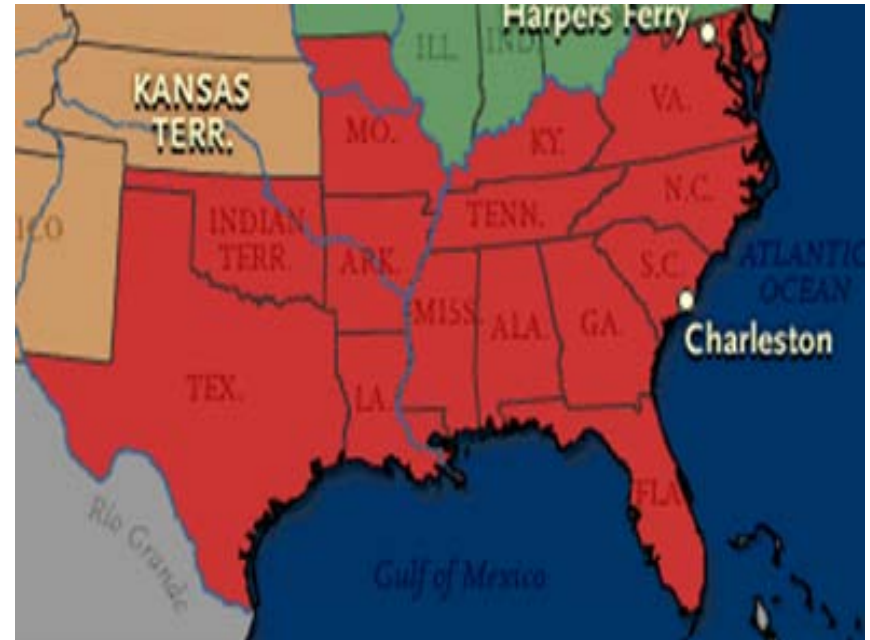 Harpers Ferry
ILL.
IND.
KANSAS
TERR.
MO.
KY.
VA.
ICO
INDIAN
TERR.
ARK.
TENN.
N.C.
S.C.
ATLANTIC
OCEAN
MISS.
ALA.
GA.
Charleston
TEX.
LA.
FLA.
Rio Grande
Gulf of Mexico